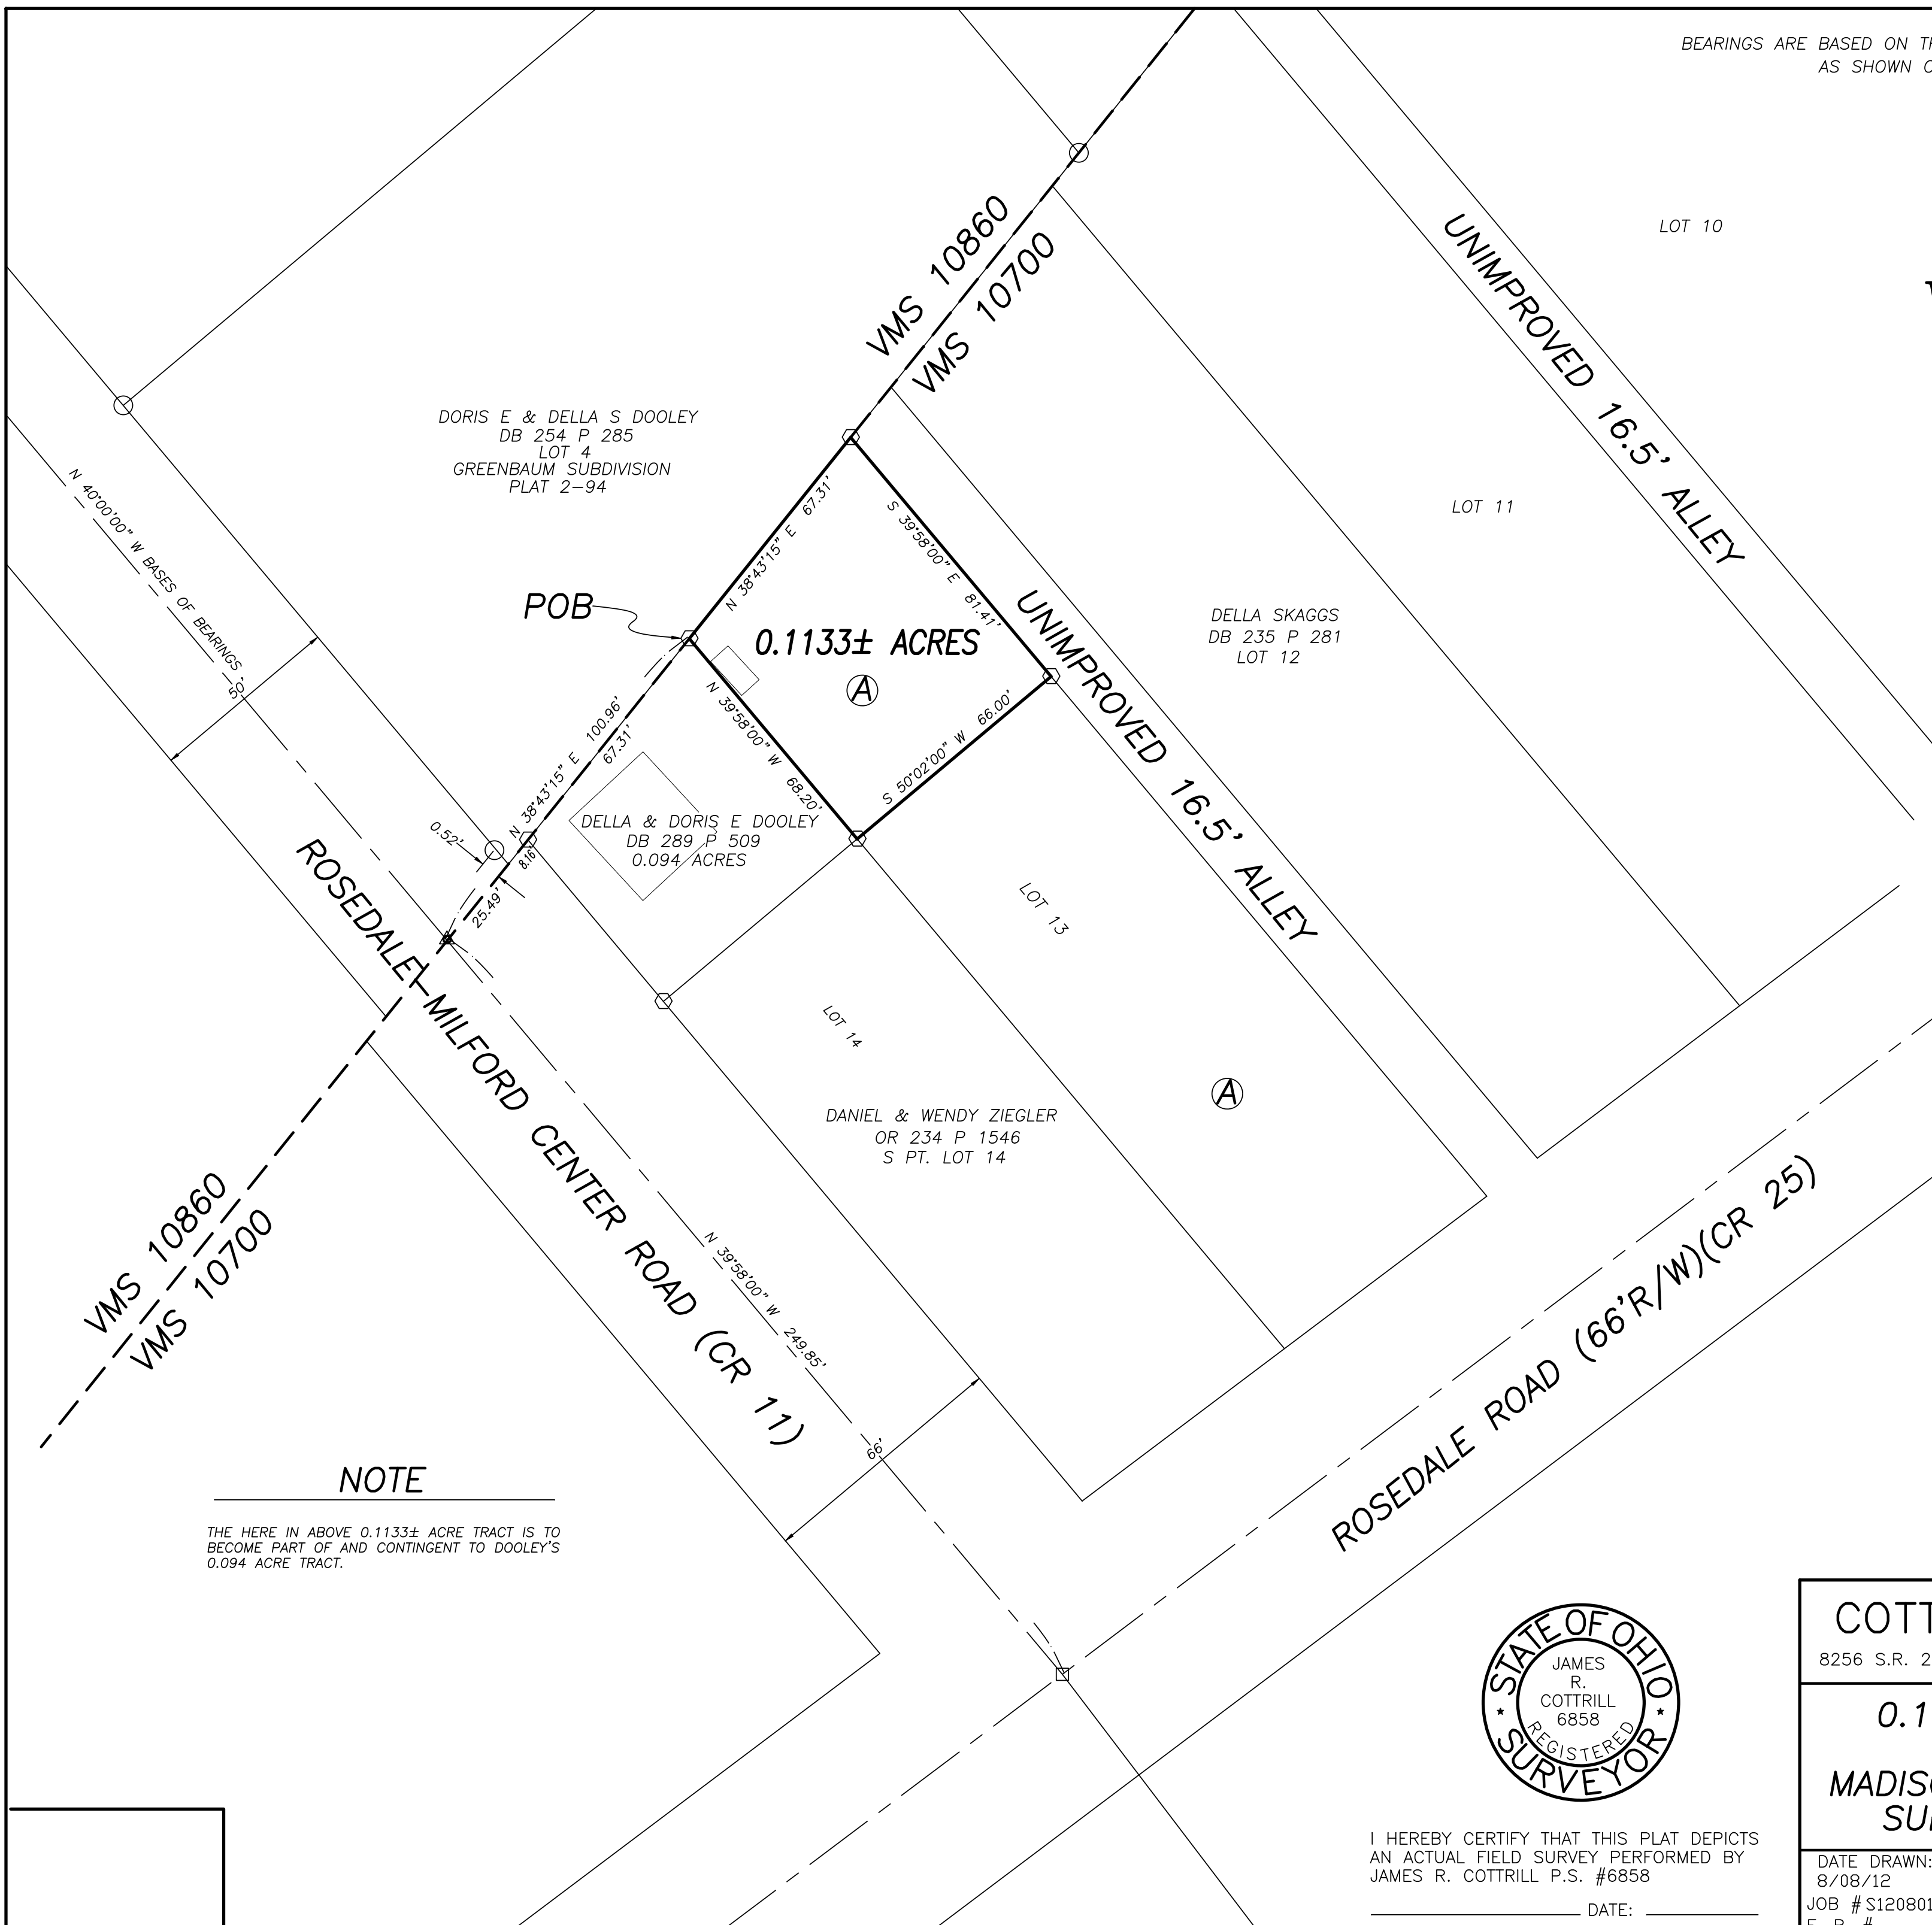 BEARINGS ARE BASED ON
AS SHOWN
LOT 10
VMS 10860
VMS 10700
UNIMPROVED 16.5' ALLEY
DORIS E & DELLA S DOOLEY
DB 254 P 285
LOT 4
GREENBAUM SUBDIVISION
PLAT 2-94
N 40°00'00" W BASES OF BEARINGS
50'
LOT 11
N 38°43'15" E 67.31'
S 39°58'00" E 81.41'
POB
0.1133± ACRES
A
UNIMPROVED 16.5' ALLEY
DELLA SKAGGS
DB 235 P 281
LOT 12
N 39°58'00" W 68.20'
S 50°02'00" W 66.00'
N 38°43'15" E 100.96'
67.31'
0.52'
8.16'
25.49'
DELLA & DORIS E DOOLEY
DB 289 P 509
0.094 ACRES
LOT 13
LOT 14
A
ROSEDALE-MILFORD CENTER ROAD (CR 11)
DANIEL & WENDY ZIEGLER
OR 234 P 1546
S PT. LOT 14
VMS 10860
VMS 10700
N 39°58'00" W 249.85'
66'
ROSEDALE ROAD (66'R/W)(CR 25)
NOTE
THE HERE IN ABOVE 0.1133± ACRE TRACT IS TO
BECOME PART OF AND CONTINGENT TO DOOLEY'S
0.094 ACRE TRACT.
STATE OF OHIO
JAMES
R.
COTTRILL
6858
REGISTERED
SURVEYOR
I HEREBY CERTIFY THAT THIS PLAT DEPICTS
AN ACTUAL FIELD SURVEY PERFORMED BY
JAMES R. COTTRILL P.S. #6858
DATE:
COTT
8256 S.R. 2
0.1
MADIS
SU
DATE DRAWN:
8/08/12
JOB #S120801